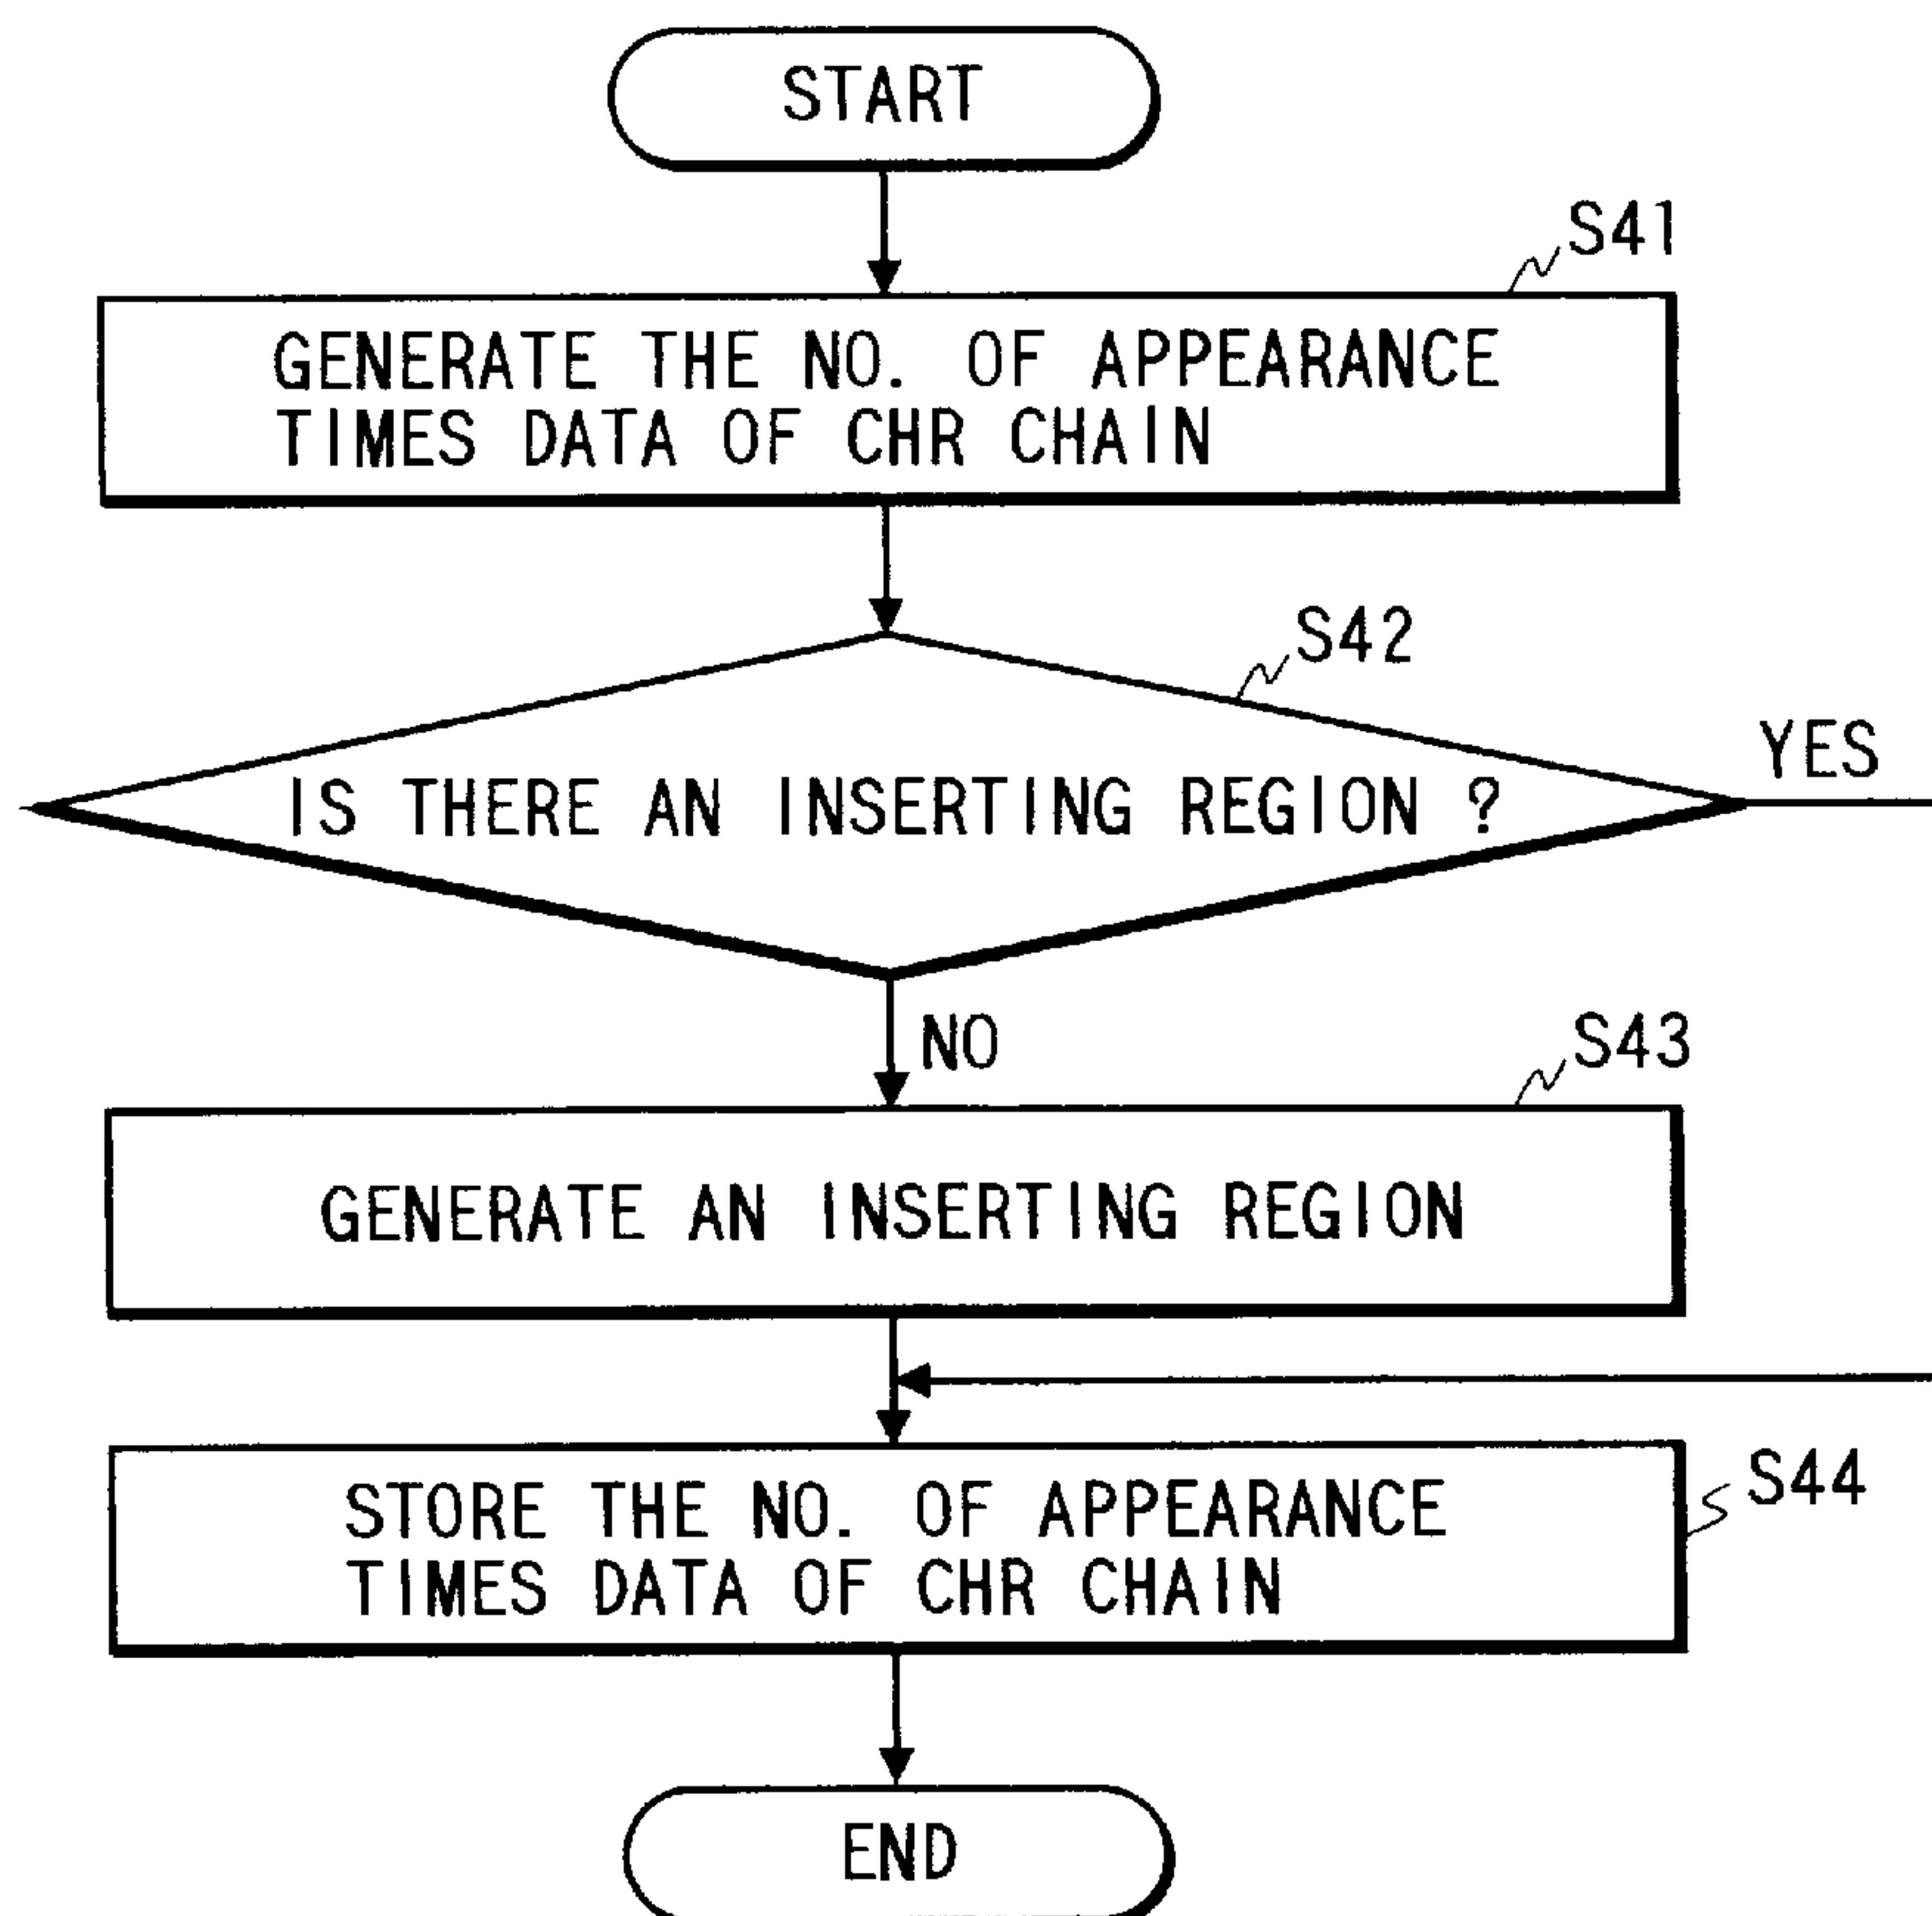 START
S41
GENERATE THE NO. OF APPEARANCE
TIMES DATA OF CHR CHAIN
S42
IS THERE AN INSERTING REGION ?
YES
NO
S43
GENERATE AN INSERTING REGION
S44
STORE THE NO. OF APPEARANCE
TIMES DATA OF CHR CHAIN
END